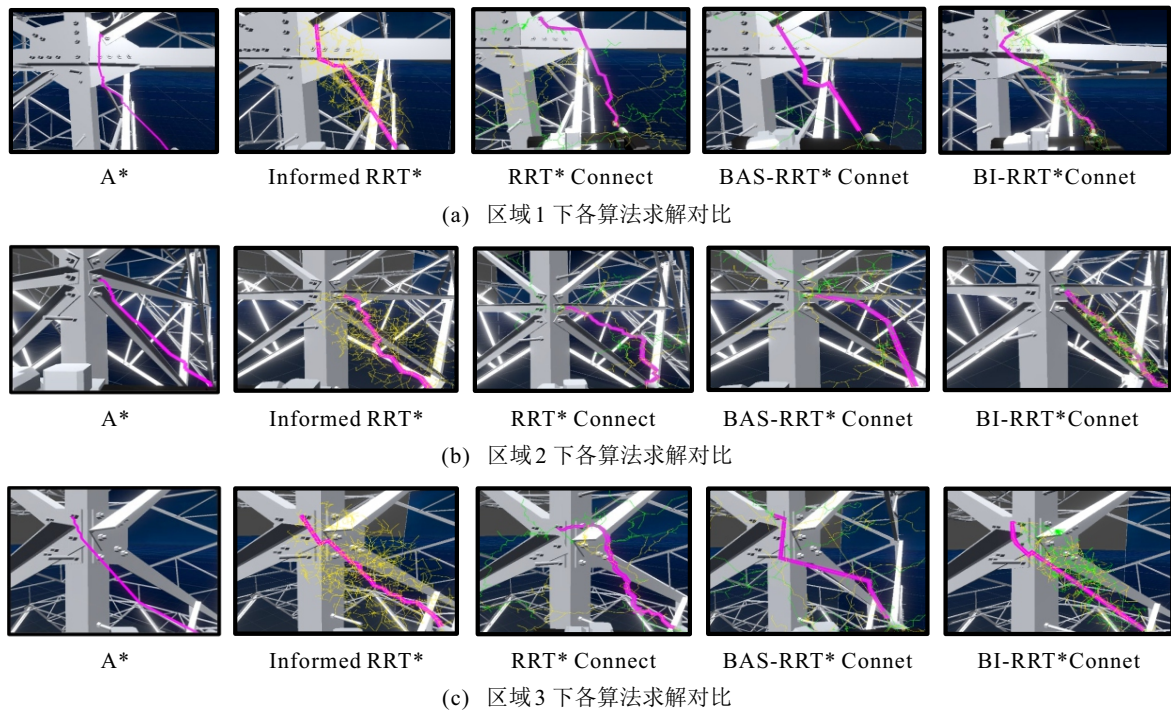 A* Informed RRT* RRT* Connect BAS-RRT* Connet BI-RRT*Connet
(a) 区域1下各算法求解对比
A* Informed RRT* RRT* Connect BAS-RRT* Connet BI-RRT*Connet
(b) 区域2下各算法求解对比
A* Informed RRT* RRT* Connect BAS-RRT* Connet BI-RRT*Connet
(c) 区域3下各算法求解对比